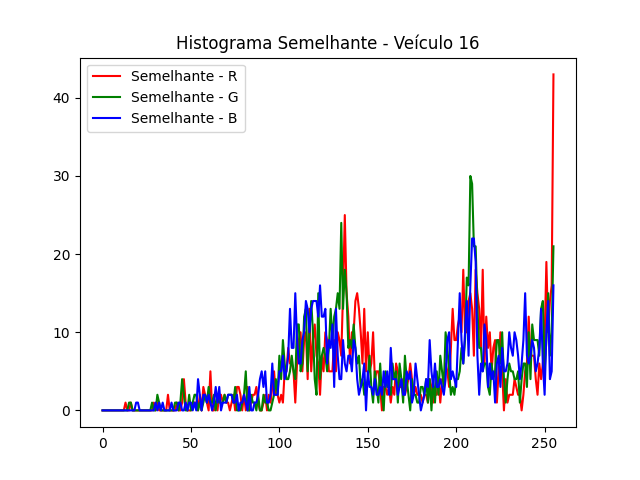 Histograma Semelhante - Veículo 16
Semelhante - R
Semelhante - G
Semelhante - B
40
30
20
10
0
0 50 100 150 200 250